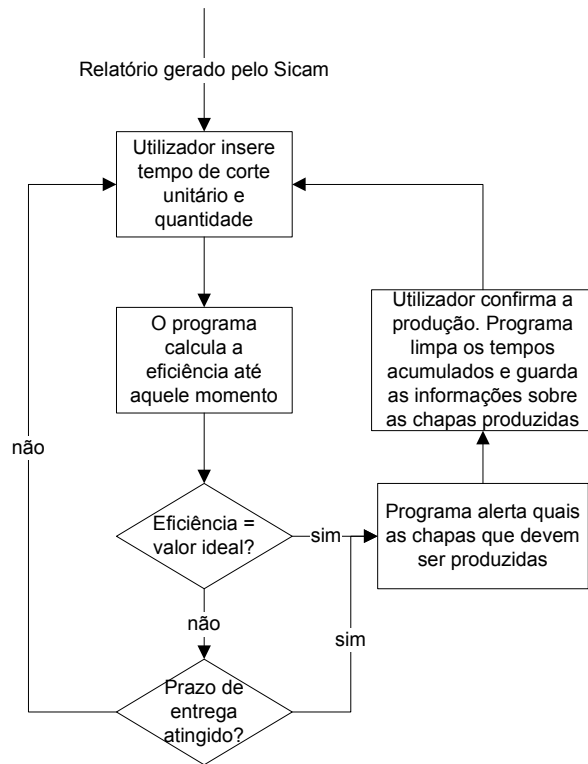 Relatório gerado pelo Sicam
Utilizador insere
tempo de corte
unitário e
quantidade
O programa
calcula a
eficiência até
aquele momento
Utilizador confirma a
produção. Programa
limpa os tempos
acumulados e guarda
as informações sobre
as chapas produzidas
não
Eficiência =
valor ideal?
sim
Programa alerta quais
as chapas que devem
ser produzidas
não
sim
Prazo de
entrega
atingido?